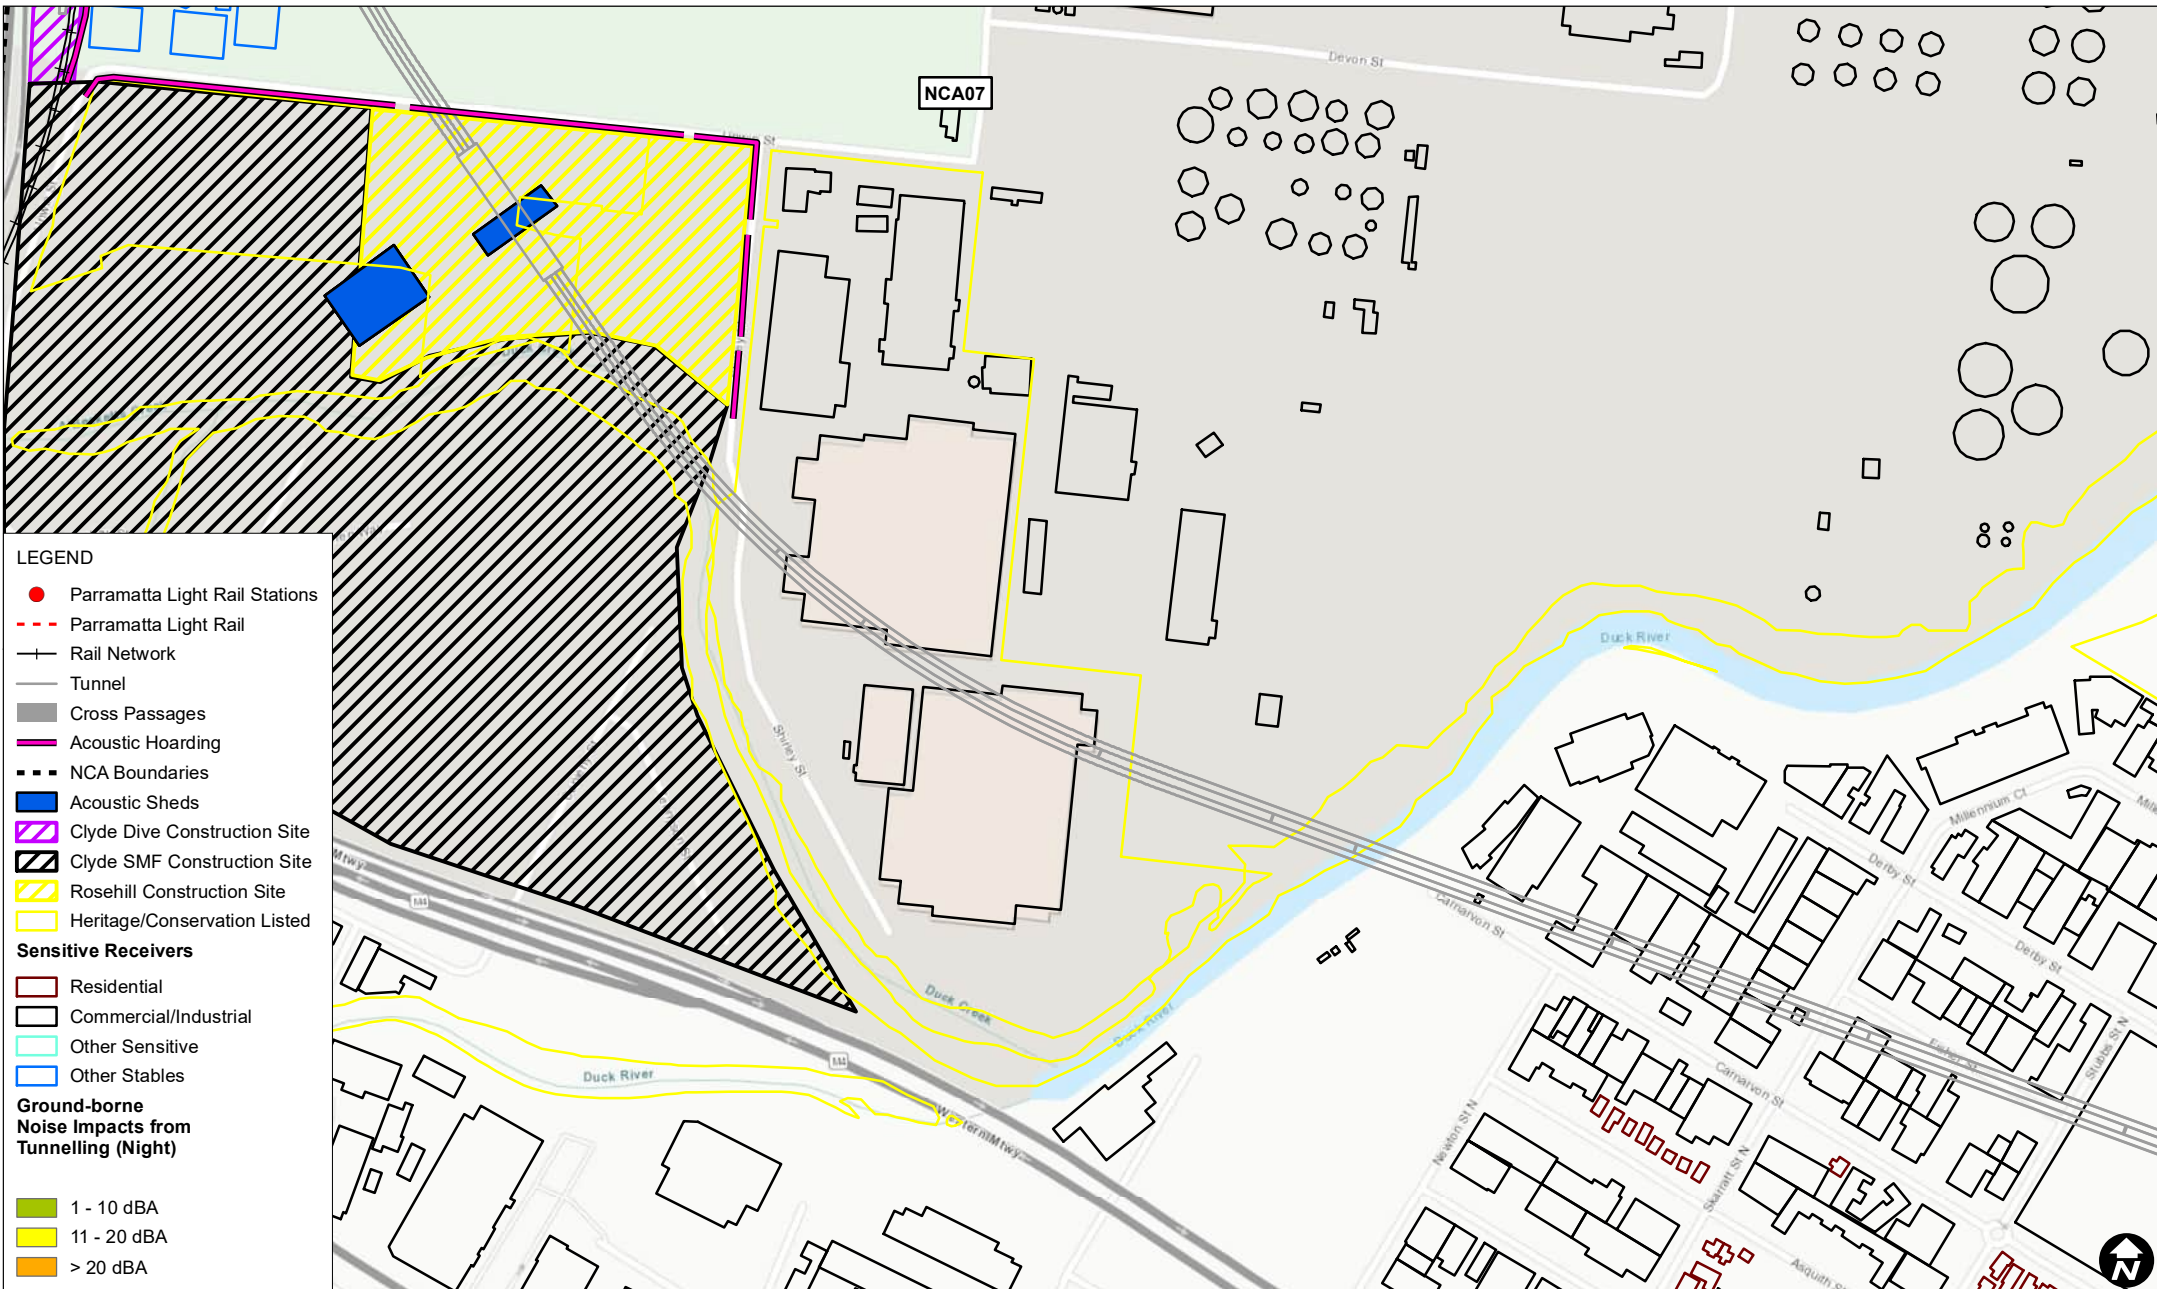 Devon St
NCA07
Duck River
Shirley St
Millennium Ct
Derby St
Derby St
Carnarvon St
Carnarvon St
Stubbs St N
Newton St N
Skarratt St N
Asquith St
Duck Creek
Duck River
Duck River
M4
M4
Western Mtwy
Mtwy
LEGEND
Parramatta Light Rail Stations
Parramatta Light Rail
Rail Network
Tunnel
Cross Passages
Acoustic Hoarding
NCA Boundaries
Acoustic Sheds
Clyde Dive Construction Site
Clyde SMF Construction Site
Rosehill Construction Site
Heritage/Conservation Listed
Sensitive Receivers
Residential
Commercial/Industrial
Other Sensitive
Other Stables
Ground-borne
Noise Impacts from
Tunnelling (Night)
1 - 10 dBA
11 - 20 dBA
> 20 dBA
N